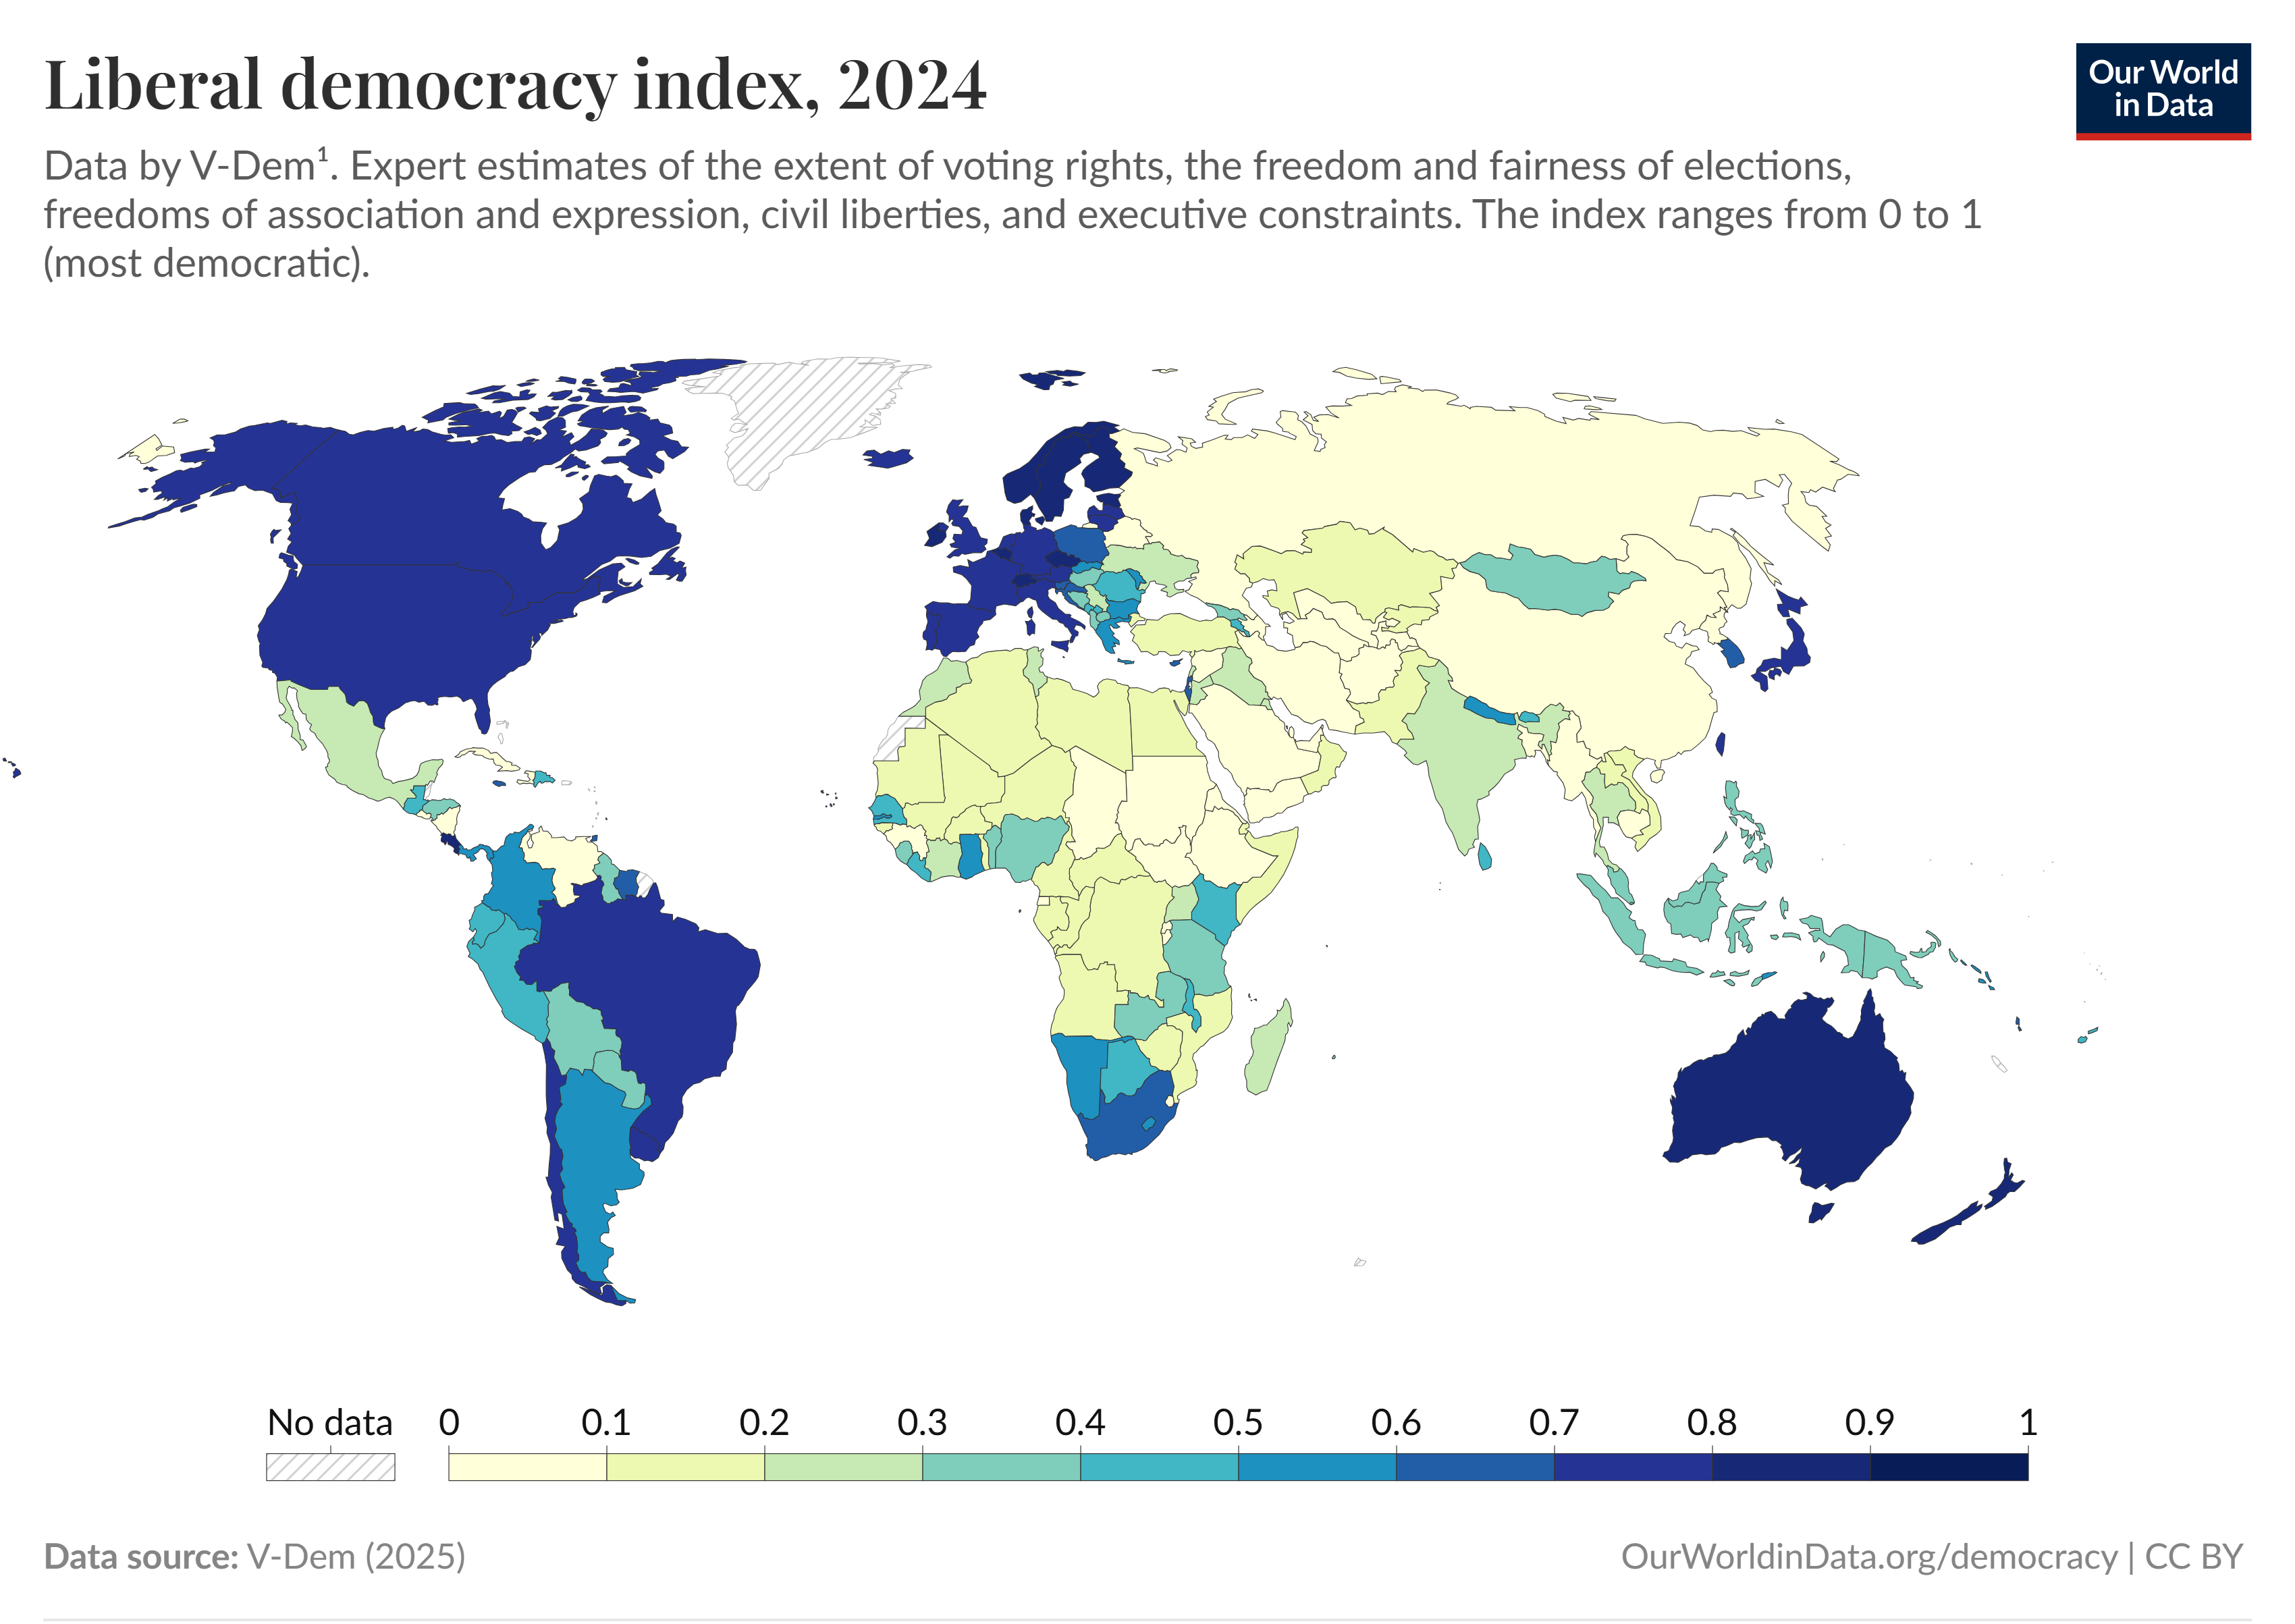 Liberal democracy index, 2024
Our World
in Data
Data by V-Dem¹. Expert estimates of the extent of voting rights, the freedom and fairness of elections,
freedoms of association and expression, civil liberties, and executive constraints. The index ranges from 0 to 1
(most democratic).
No data 0 0.1 0.2 0.3 0.4 0.5 0.6 0.7 0.8 0.9 1
Data source: V-Dem (2025)
OurWorldinData.org/democracy | CC BY